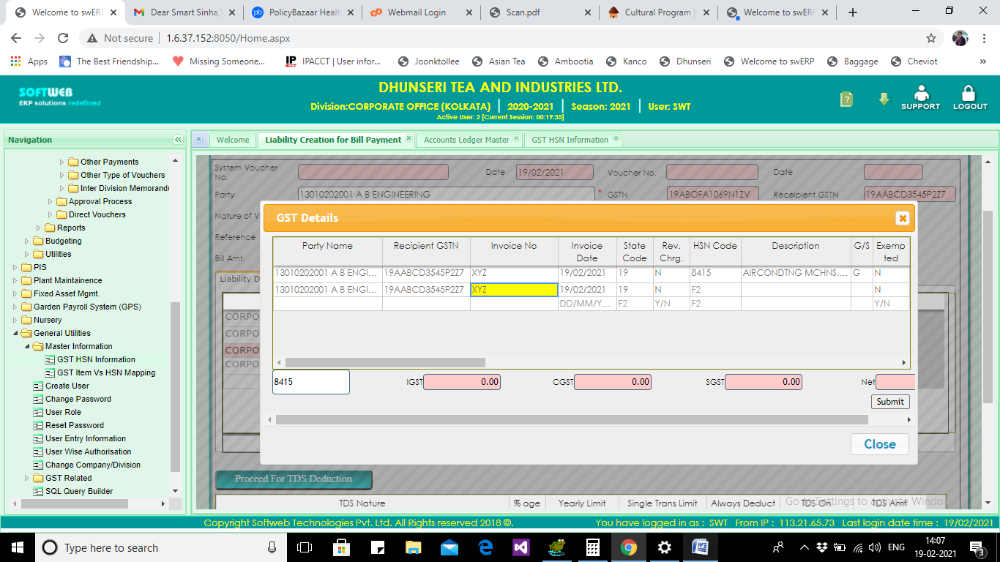 Welcome to swERP
Dear Smart Sinha,
PolicyBazaar Healt
Webmail Login
Scan.pdf
Cultural Program |
Welcome to swERP
Not secure | 1.6.37.152:8050/Home.aspx
Apps
The Best Friendship...
Missing Someone...
IPACCT | User infor...
Joonktollee
Asian Tea
Ambootia
Kanco
Dhunseri
Welcome to swERP
Baggage
Cheviot
SOFTWEB
ERP solutions redefined
DHUNSERI TEA AND INDUSTRIES LTD.
Division:CORPORATE OFFICE (KOLKATA) | 2020-2021 | Season: 2021 | User: SWT
Active User: 2 [Current Session: 00:19:35]
SUPPORT
LOGOUT
Navigation
Welcome
Liability Creation for Bill Payment
Accounts Ledger Master
GST HSN Information
Other Payments
Other Type of Vouchers
Inter Division Memorand
Approval Process
Direct Vouchers
Reports
Budgeting
Utilities
PIS
Plant Maintainence
Fixed Asset Mgmt.
Garden Payroll System (GPS)
Nursery
General Utilities
Master Information
GST HSN Information
GST Item Vs HSN Mapping
Create User
Change Password
User Role
Reset Password
User Entry Information
User Wise Authorisation
Change Company/Division
GST Related
SQL Query Builder
System Voucher
No.
Date 19/02/2021
Voucher No.
Date
Party 13010202001 A B ENGINEERING *
GSTN 19ABOFA1069N1ZV
Receipient GSTN 19AABCD3545P2Z7
Nature of V
Reference
Bill Amt.
Liability D
CORPO
CORPO
CORPO
CORPO
GST Details
Party Name Recipient GSTN Invoice No Invoice Date State Code Rev. Chrg. HSN Code Description G/S Exemp ted
13010202001 A B ENGI... 19AABCD3545P2Z7 XYZ 19/02/2021 19 N 8415 AIRCONDTNG MCHNS,... G N
13010202001 A B ENGI... 19AABCD3545P2Z7 XYZ 19/02/2021 19 N F2 N
DD/MM/Y... F2 Y/N F2 Y/N
8415 IGST 0.00 CGST 0.00 SGST 0.00 Net
Submit
Close
Proceed For TDS Deduction
TDS Nature % age Yearly Limit Single Trans Limit Always Deduct TDS On TDS Amt
Go to Settings to activate Windo
Copyright Softweb Technologies Pvt. Ltd. All Rights reserved 2018 ©.
You have logged in as : SWT From IP : 113.21.65.73 Last login date time : 19/02/2021
Type here to search
ENG
14:07
19-02-2021
3